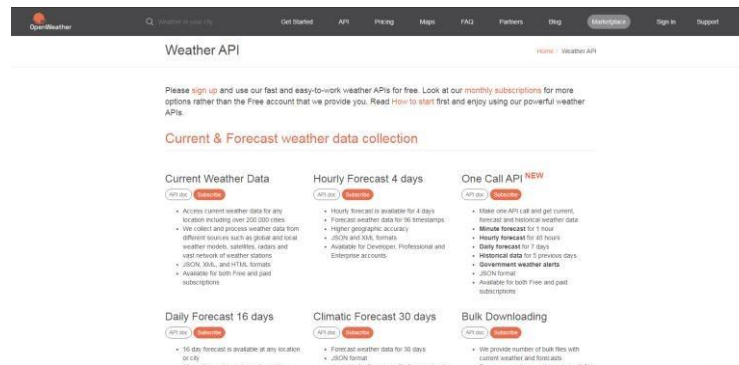 OpenWeather
Weather in your city
Get Started
API
Pricing
Maps
FAQ
Partners
Blog
Marketplace
Sign In
Support
Weather API
Home / Weather API
Please sign up and use our fast and easy-to-work weather APIs for free. Look at our monthly subscriptions for more
options rather than the Free account that we provide you. Read How to start first and enjoy using our powerful weather
APIs.
Current & Forecast weather data collection
Current Weather Data
API doc
Subscribe
• Access current weather data for any
location including over 200,000 cities
• We collect and process weather data from
different sources such as global and local
weather models, satellites, radars and
vast network of weather stations
• JSON, XML, and HTML formats
• Available for both Free and paid
subscriptions
Hourly Forecast 4 days
API doc
Subscribe
• Hourly forecast is available for 4 days
• Forecast weather data for 96 timestamps
• Higher geographic accuracy
• JSON and XML formats
• Available for Developer, Professional and
Enterprise accounts
One Call API NEW
API doc
Subscribe
• Make one API call and get current,
forecast and historical weather data
• Minute forecast for 1 hour
• Hourly forecast for 48 hours
• Daily forecast for 7 days
• Historical data for 5 previous days
• Government weather alerts
• JSON format
• Available for both Free and paid
subscriptions
Daily Forecast 16 days
API doc
Subscribe
• 16 day forecast is available at any location
or city
Climatic Forecast 30 days
API doc
Subscribe
• Forecast weather data for 30 days
• JSON format
Bulk Downloading
API doc
Subscribe
• We provide number of bulk files with
current weather and forecasts